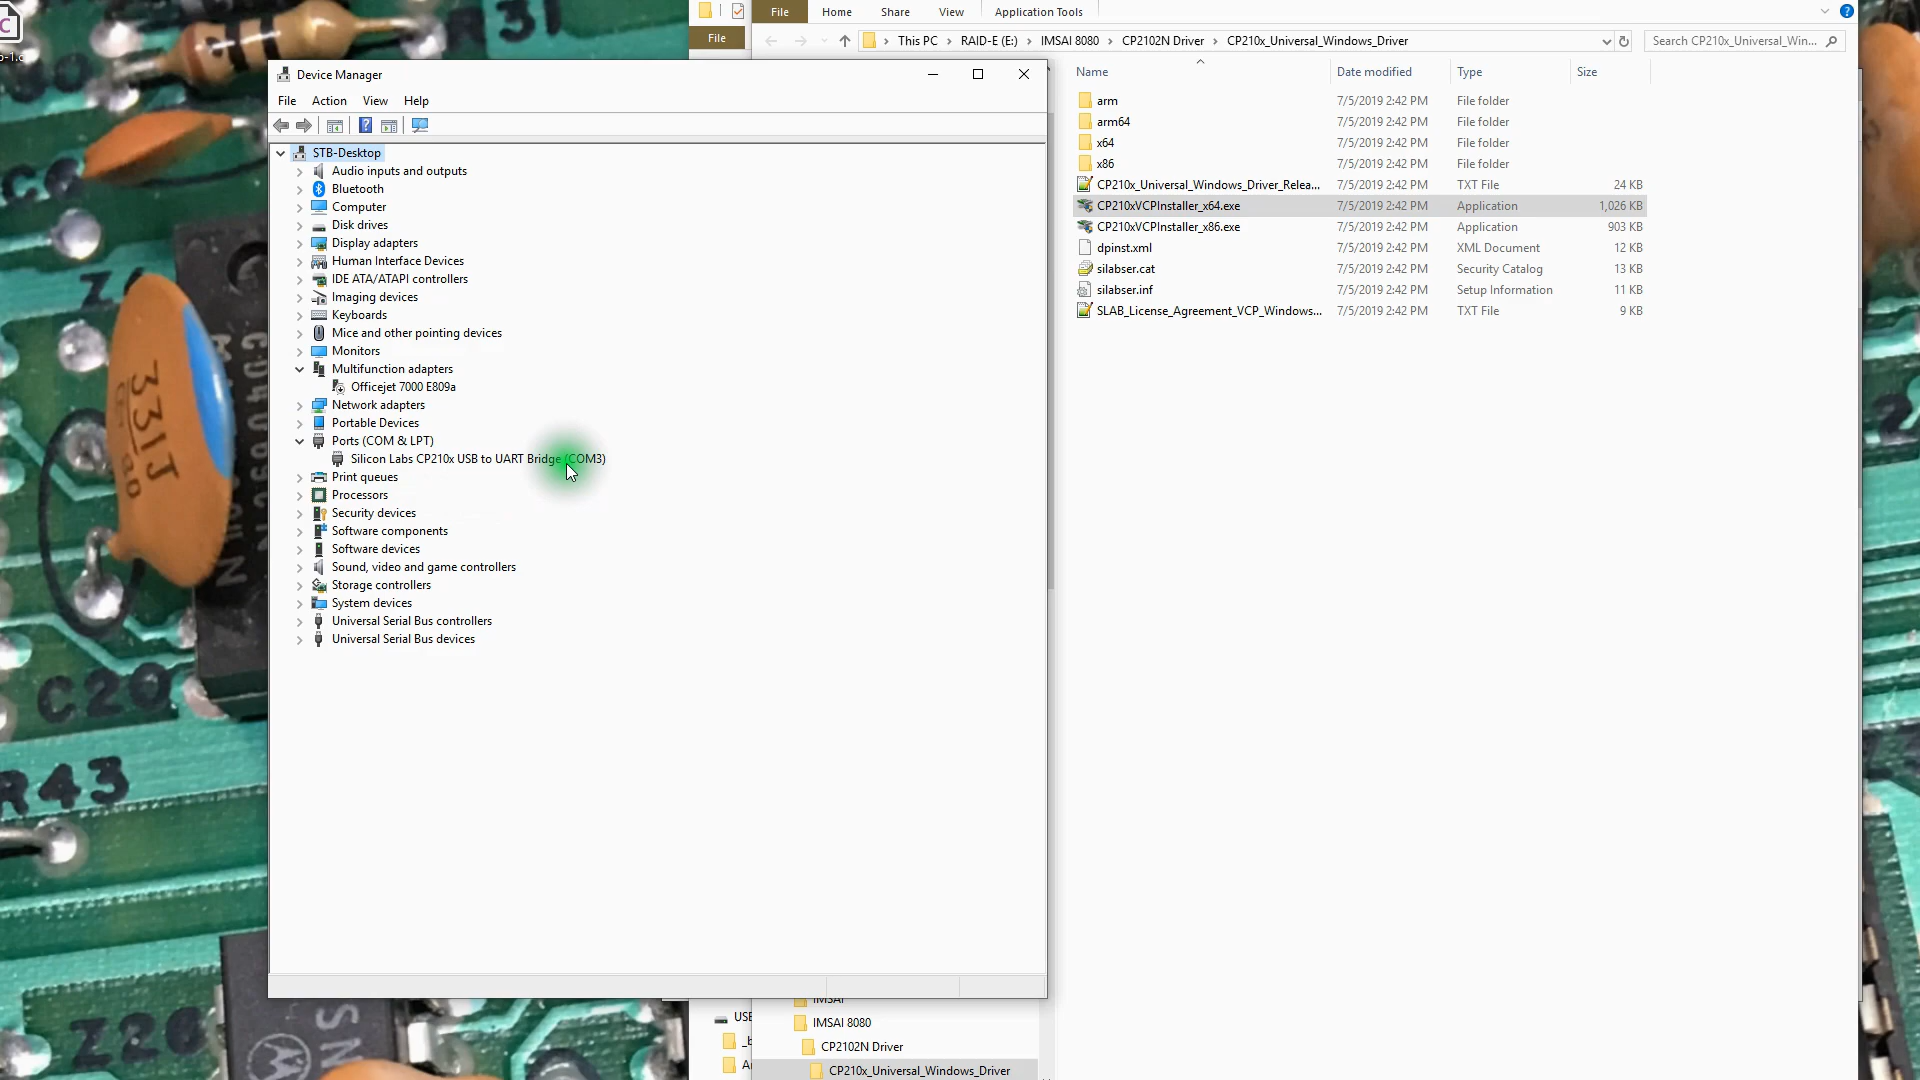 File Home Share View Application Tools
File
This PC RAID-E (E:) IMSAI 8080 CP2102N Driver CP210x_Universal_Windows_Driver
Search CP210x_Universal_Win...
Device Manager
File Action View Help
STB-Desktop
Audio inputs and outputs
Bluetooth
Computer
Disk drives
Display adapters
Human Interface Devices
IDE ATA/ATAPI controllers
Imaging devices
Keyboards
Mice and other pointing devices
Monitors
Multifunction adapters
Officejet 7000 E809a
Network adapters
Portable Devices
Ports (COM & LPT)
Silicon Labs CP210x USB to UART Bridge (COM3)
Print queues
Processors
Security devices
Software components
Software devices
Sound, video and game controllers
Storage controllers
System devices
Universal Serial Bus controllers
Universal Serial Bus devices
Name Date modified Type Size
arm 7/5/2019 2:42 PM File folder
arm64 7/5/2019 2:42 PM File folder
x64 7/5/2019 2:42 PM File folder
x86 7/5/2019 2:42 PM File folder
CP210x_Universal_Windows_Driver_Relea... 7/5/2019 2:42 PM TXT File 24 KB
CP210xVCPInstaller_x64.exe 7/5/2019 2:42 PM Application 1,026 KB
CP210xVCPInstaller_x86.exe 7/5/2019 2:42 PM Application 903 KB
dpinst.xml 7/5/2019 2:42 PM XML Document 12 KB
silabser.cat 7/5/2019 2:42 PM Security Catalog 13 KB
silabser.inf 7/5/2019 2:42 PM Setup Information 11 KB
SLAB_License_Agreement_VCP_Windows... 7/5/2019 2:42 PM TXT File 9 KB
IMSAI
IMSAI 8080
CP2102N Driver
CP210x_Universal_Windows_Driver
31
331J
C20
R43
Z26
SN